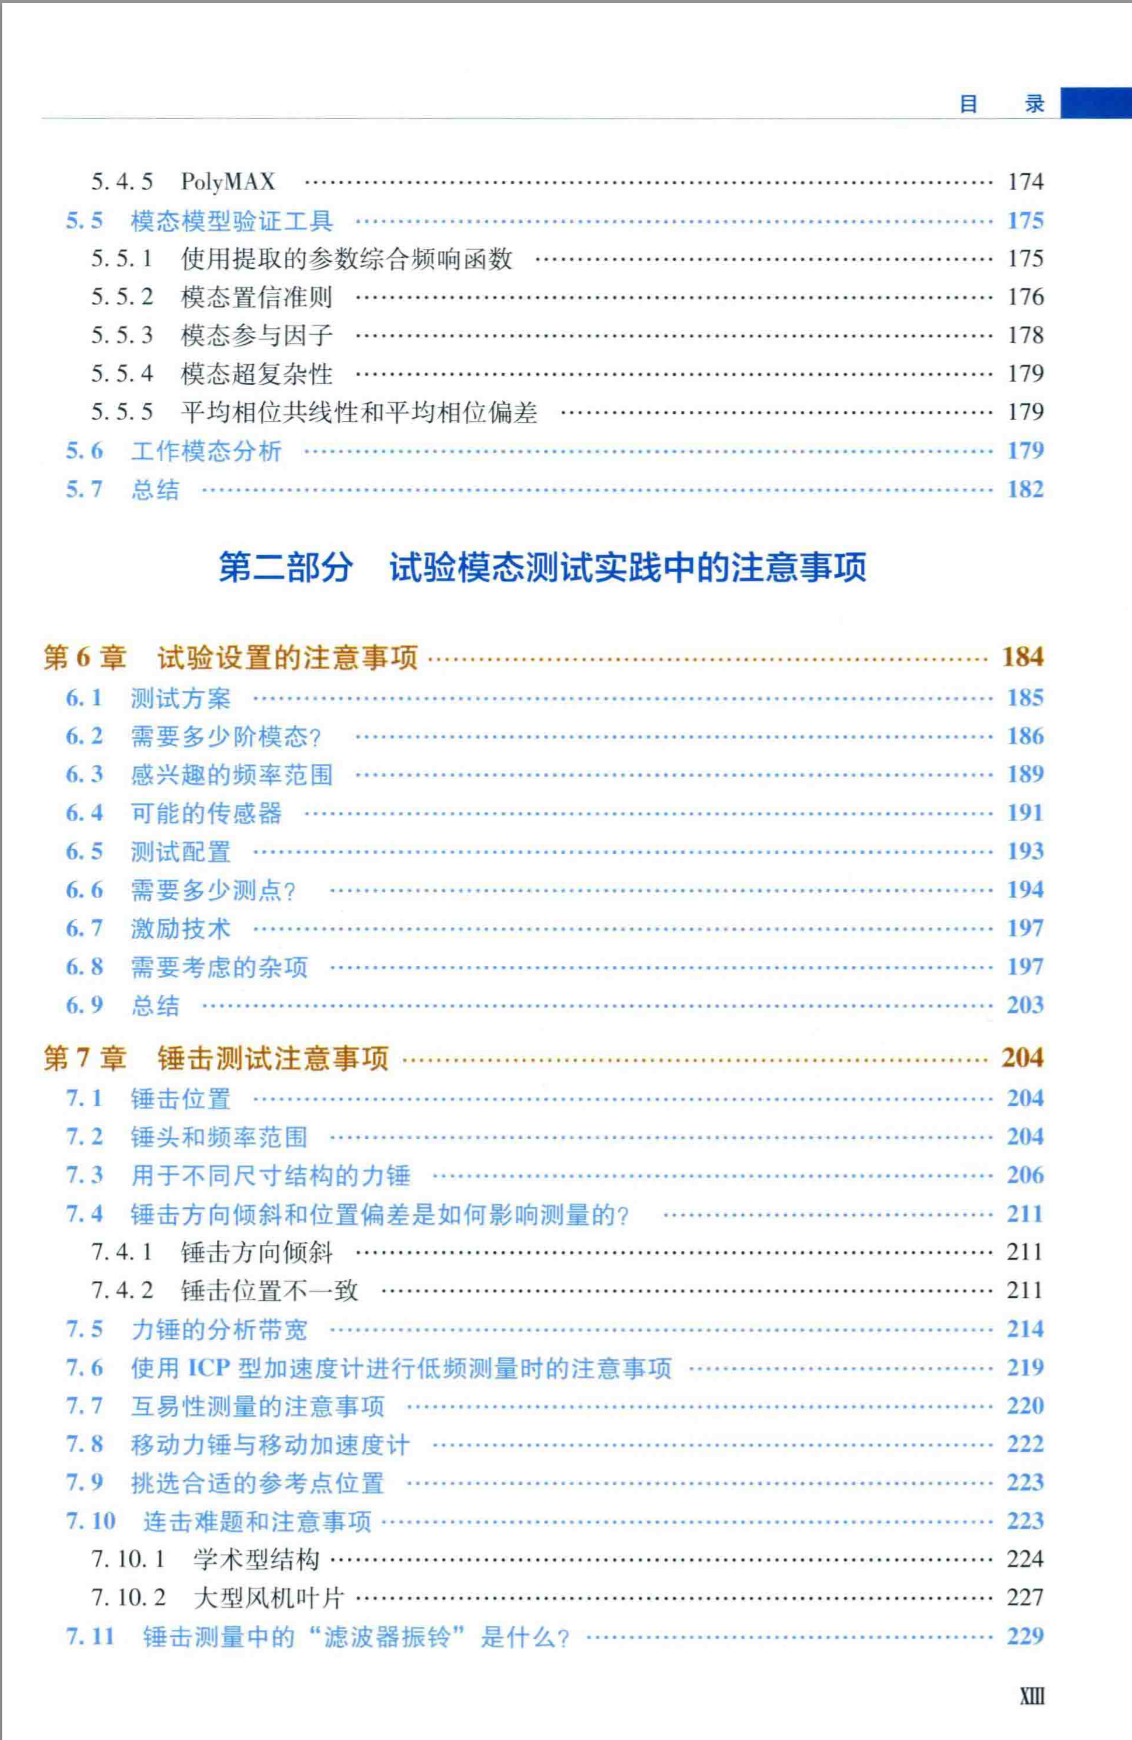 目 录
5.4.5 PolyMAX …… 174
5.5 模态模型验证工具 …… 175
5.5.1 使用提取的参数综合频响函数 …… 175
5.5.2 模态置信准则 …… 176
5.5.3 模态参与因子 …… 178
5.5.4 模态超复杂性 …… 179
5.5.5 平均相位共线性和平均相位偏差 …… 179
5.6 工作模态分析 …… 179
5.7 总结 …… 182
第二部分 试验模态测试实践中的注意事项
第6章 试验设置的注意事项 …… 184
6.1 测试方案 …… 185
6.2 需要多少阶模态? …… 186
6.3 感兴趣的频率范围 …… 189
6.4 可能的传感器 …… 191
6.5 测试配置 …… 193
6.6 需要多少测点? …… 194
6.7 激励技术 …… 197
6.8 需要考虑的杂项 …… 197
6.9 总结 …… 203
第7章 锤击测试注意事项 …… 204
7.1 锤击位置 …… 204
7.2 锤头和频率范围 …… 204
7.3 用于不同尺寸结构的力锤 …… 206
7.4 锤击方向倾斜和位置偏差是如何影响测量的? …… 211
7.4.1 锤击方向倾斜 …… 211
7.4.2 锤击位置不一致 …… 211
7.5 力锤的分析带宽 …… 214
7.6 使用 ICP 型加速度计进行低频测量时的注意事项 …… 219
7.7 互易性测量的注意事项 …… 220
7.8 移动力锤与移动加速度计 …… 222
7.9 挑选合适的参考点位置 …… 223
7.10 连击难题和注意事项 …… 223
7.10.1 学术型结构 …… 224
7.10.2 大型风机叶片 …… 227
7.11 锤击测量中的“滤波器振铃”是什么? …… 229
XIII